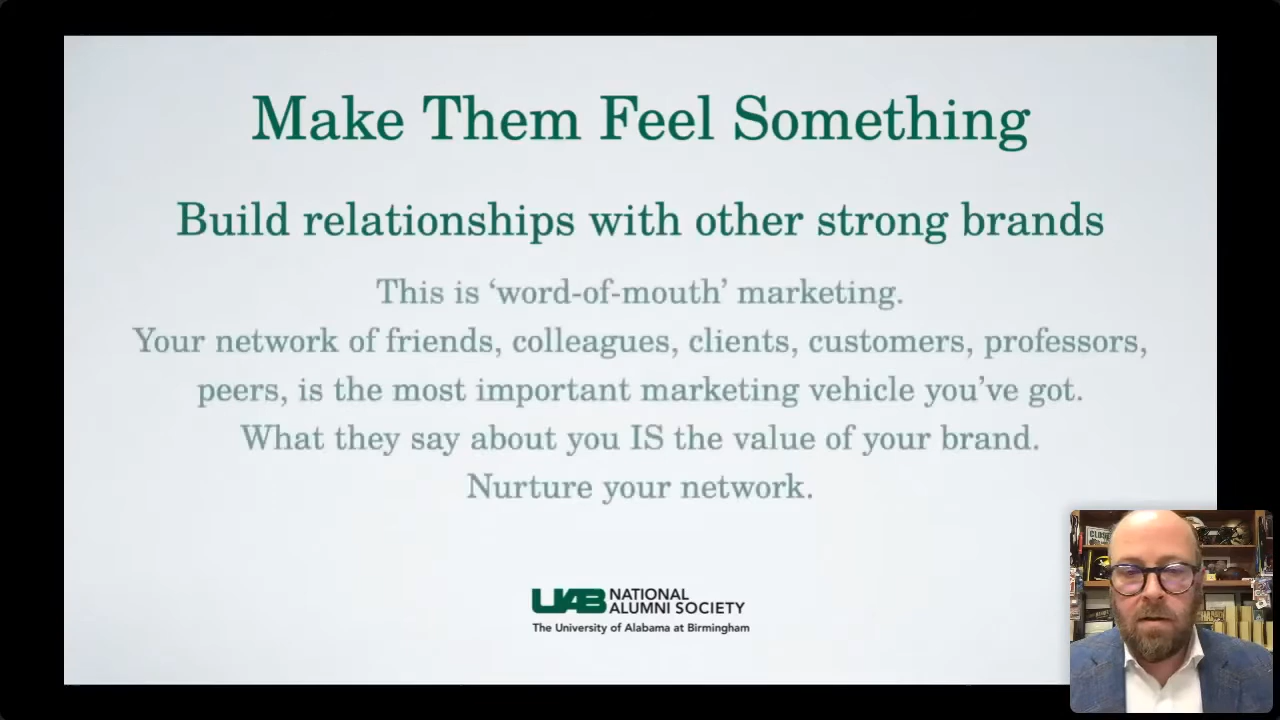 Make Them Feel Something
Build relationships with other strong brands
This is ‘word-of-mouth’ marketing.
Your network of friends, colleagues, clients, customers, professors,
peers, is the most important marketing vehicle you’ve got.
What they say about you IS the value of your brand.
Nurture your network.
UAB NATIONAL
ALUMNI SOCIETY
The University of Alabama at Birmingham